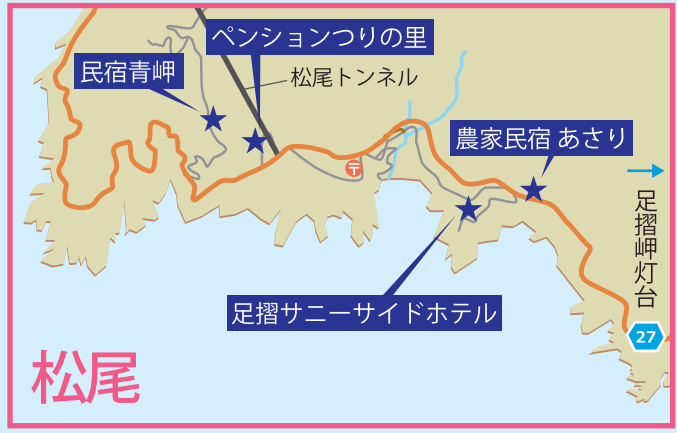 ペンションつりの里
民宿青岬
松尾トンネル
農家民宿 あさり
〒
足摺岬灯台
足摺サニーサイドホテル
27
松尾